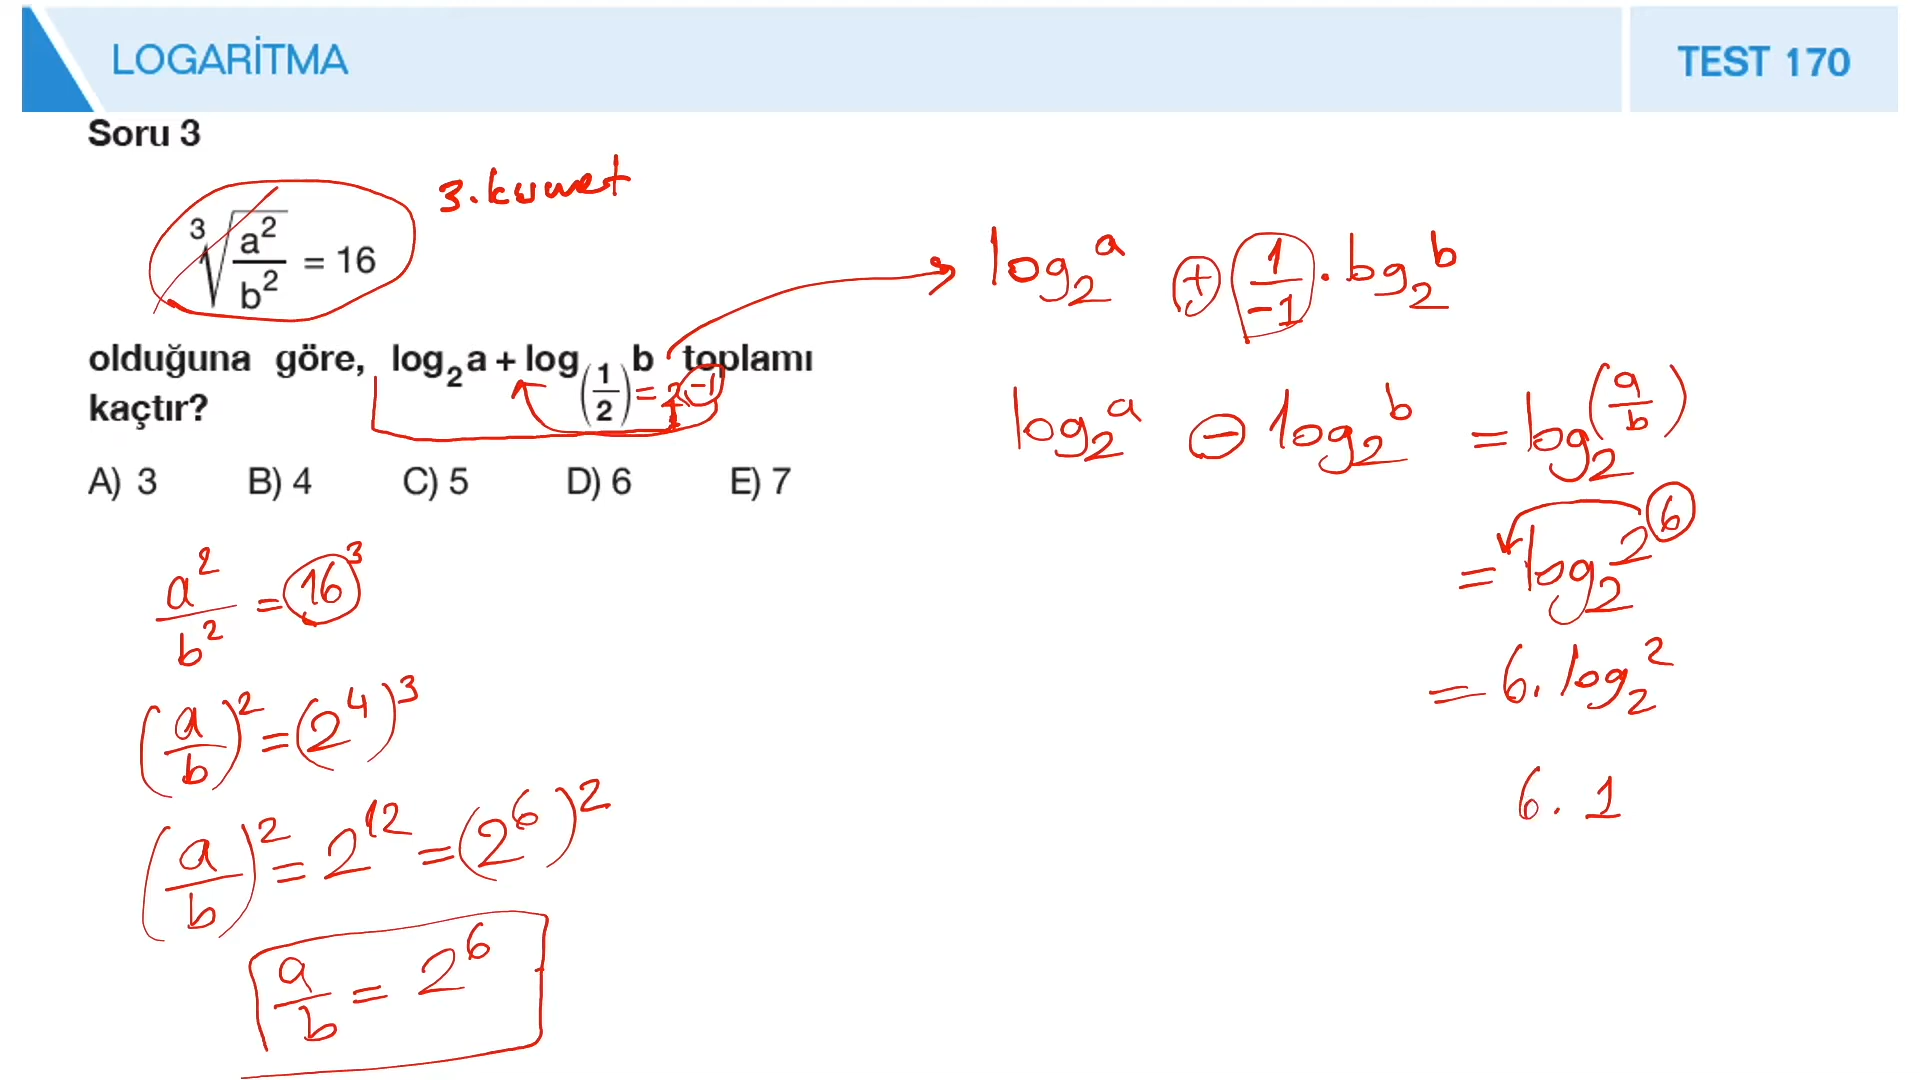 LOGARİTMA
TEST 170
Soru 3
∛(a²/b²) = 16
3. kuvvet
olduğuna göre, log₂a + log₍₁/₂₎b toplamı
= 2⁻¹
kaçtır?
A) 3 B) 4 C) 5 D) 6 E) 7
a²/b² = 16³
(a/b)² = (2⁴)³
(a/b)² = 2¹² = (2⁶)²
a/b = 2⁶
log₂a + 1/-1 . log₂b
log₂a - log₂b = log₂(a/b)
= log₂2⁶
= 6. log₂2
6. 1